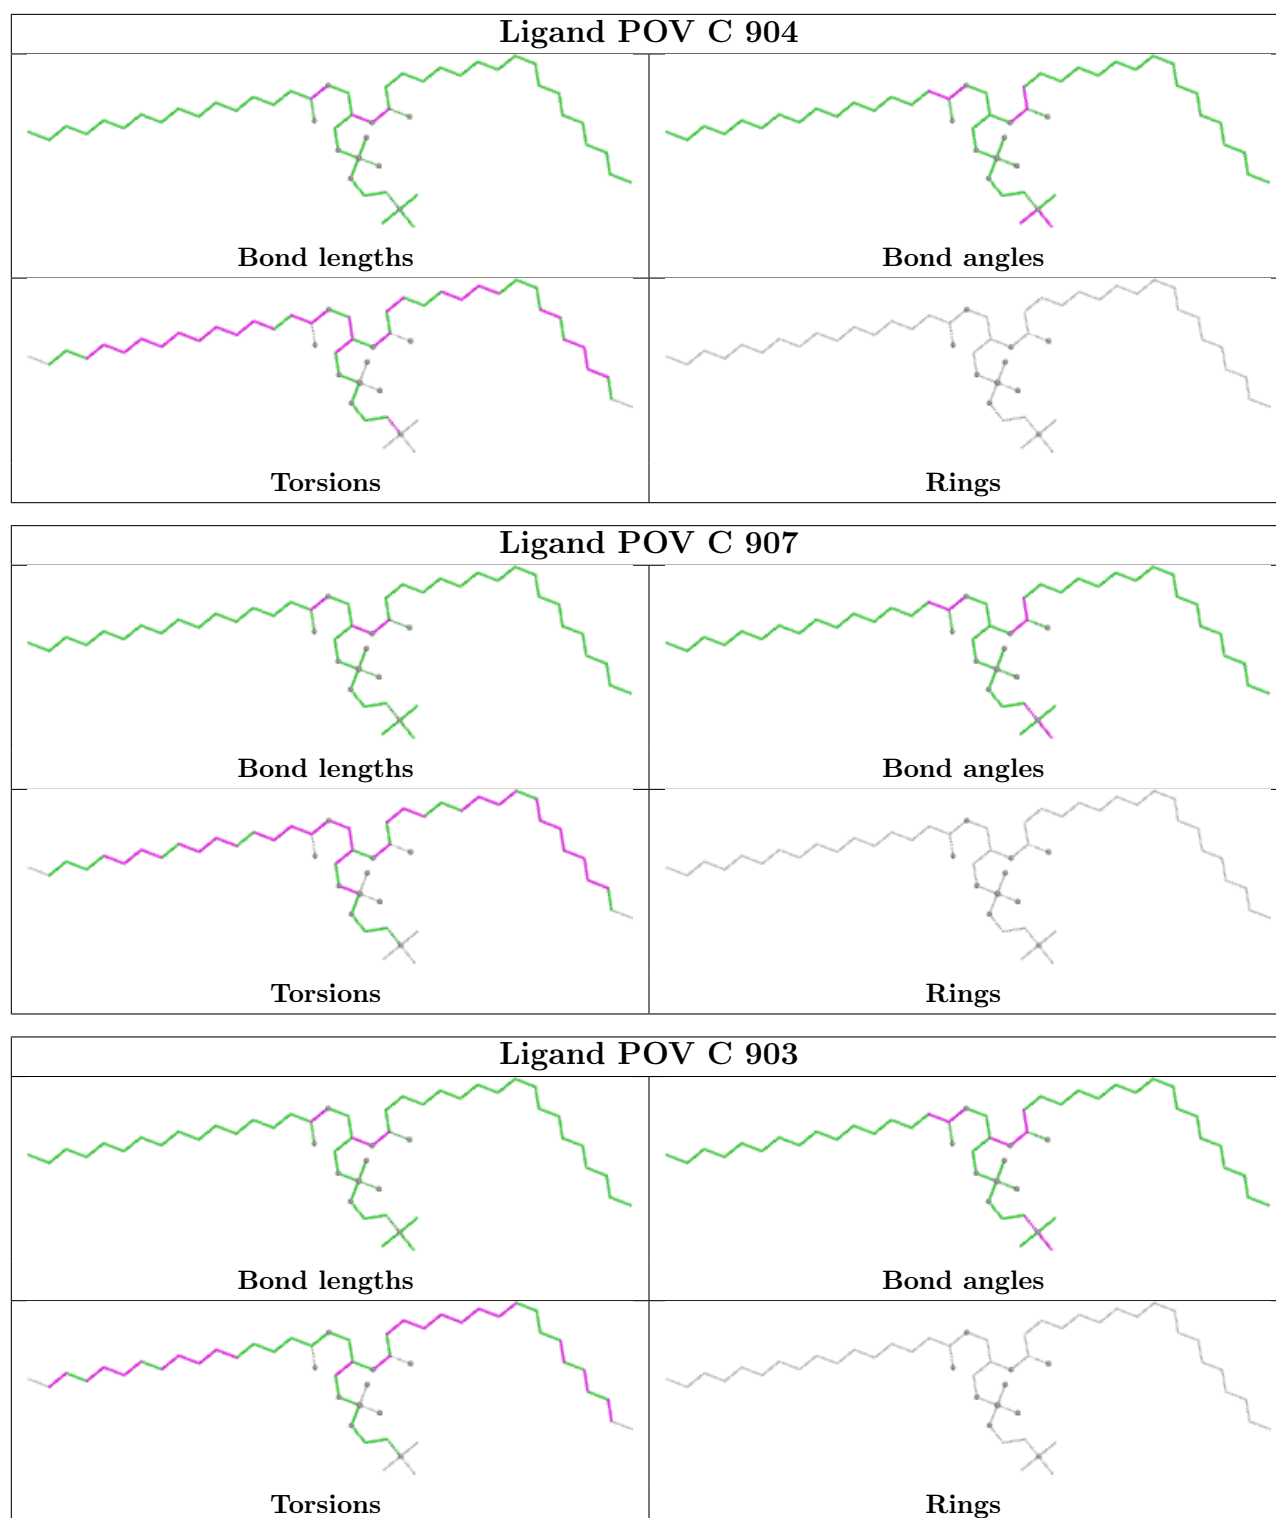 Ligand POV C 904
Bond lengths
Bond angles
Torsions
Rings
Ligand POV C 907
Bond lengths
Bond angles
Torsions
Rings
Ligand POV C 903
Bond lengths
Bond angles
Torsions
Rings